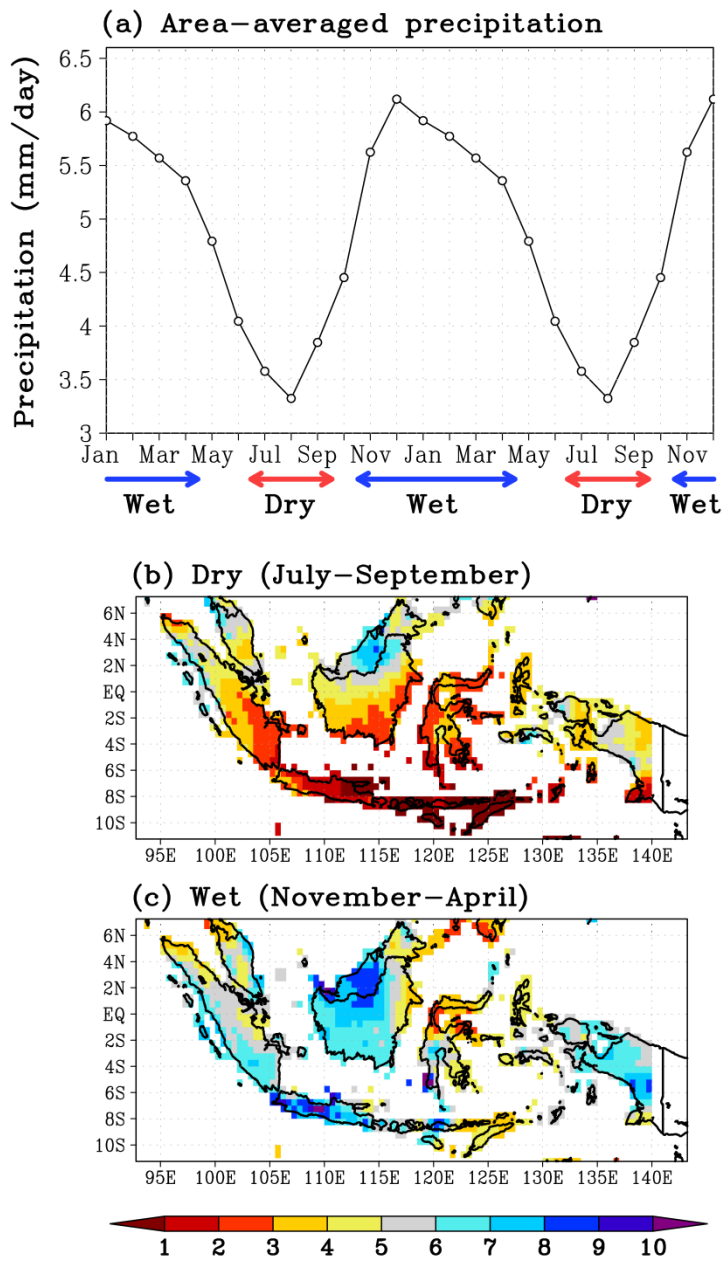 (a) Area-averaged precipitation
Precipitation (mm/day)
6.5
6
5.5
5
4.5
4
3.5
3
Jan Mar May Jul Sep Nov Jan Mar May Jul Sep Nov
Wet Dry Wet Dry Wet
(b) Dry (July-September)
6N
4N
2N
EQ
2S
4S
6S
8S
10S
95E 100E 105E 110E 115E 120E 125E 130E 135E 140E
(c) Wet (November-April)
6N
4N
2N
EQ
2S
4S
6S
8S
10S
95E 100E 105E 110E 115E 120E 125E 130E 135E 140E
1 2 3 4 5 6 7 8 9 10